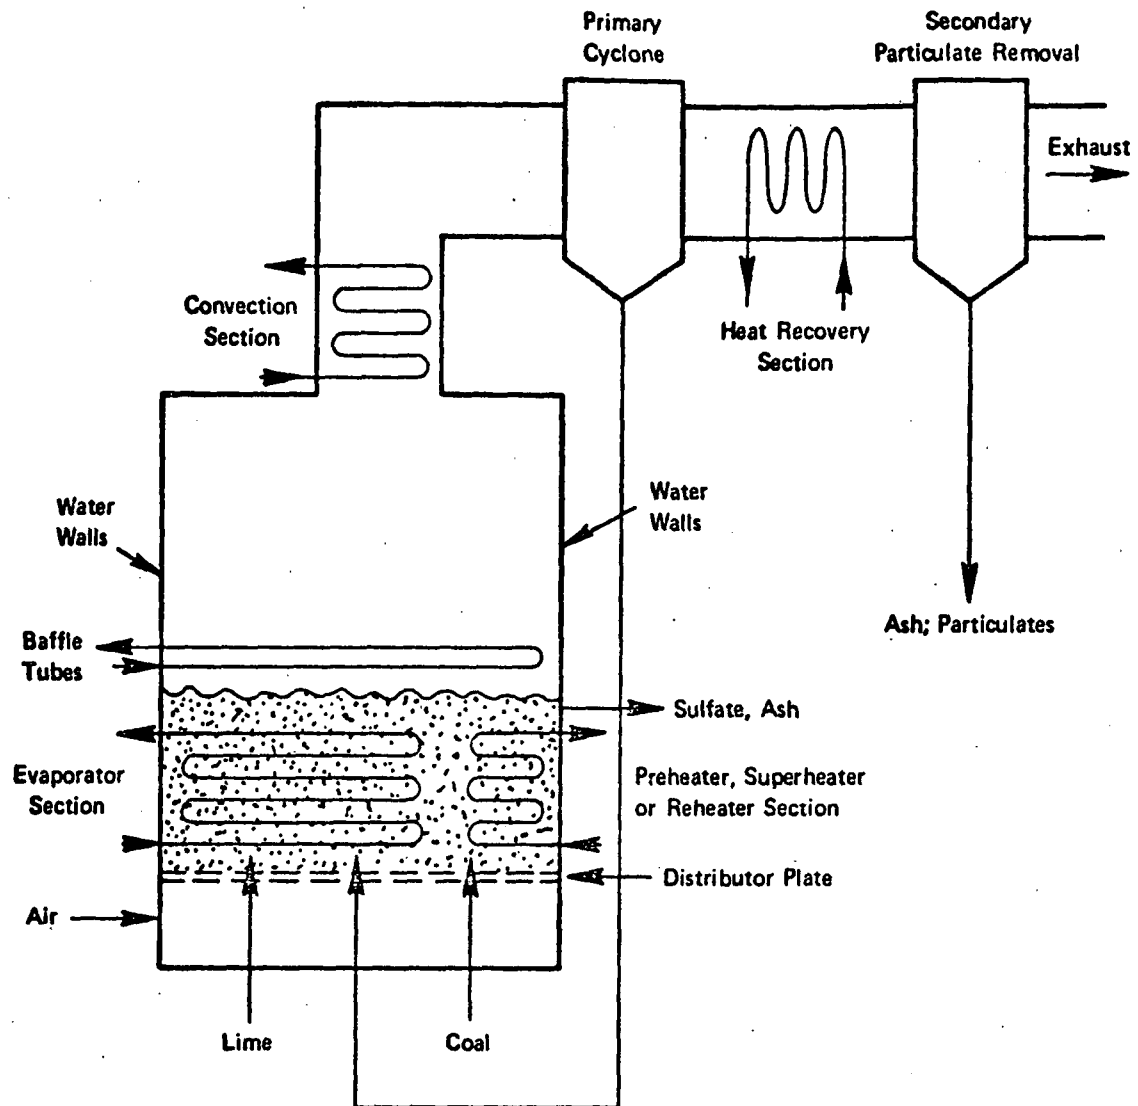 Primary
Cyclone
Secondary
Particulate Removal
Exhaust
Convection
Section
Heat Recovery
Section
Water
Walls
Water
Walls
Ash; Particulates
Baffle
Tubes
Sulfate, Ash
Evaporator
Section
Preheater, Superheater
or Reheater Section
Distributor Plate
Air
Lime
Coal